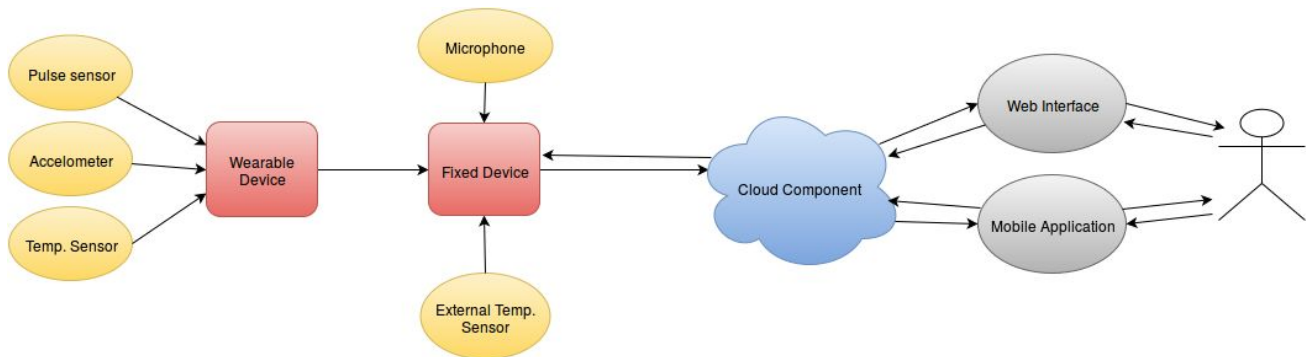 Pulse sensor
Accelometer
Temp. Sensor
Wearable
Device
Microphone
Fixed Device
External Temp.
Sensor
Cloud Component
Web Interface
Mobile Application